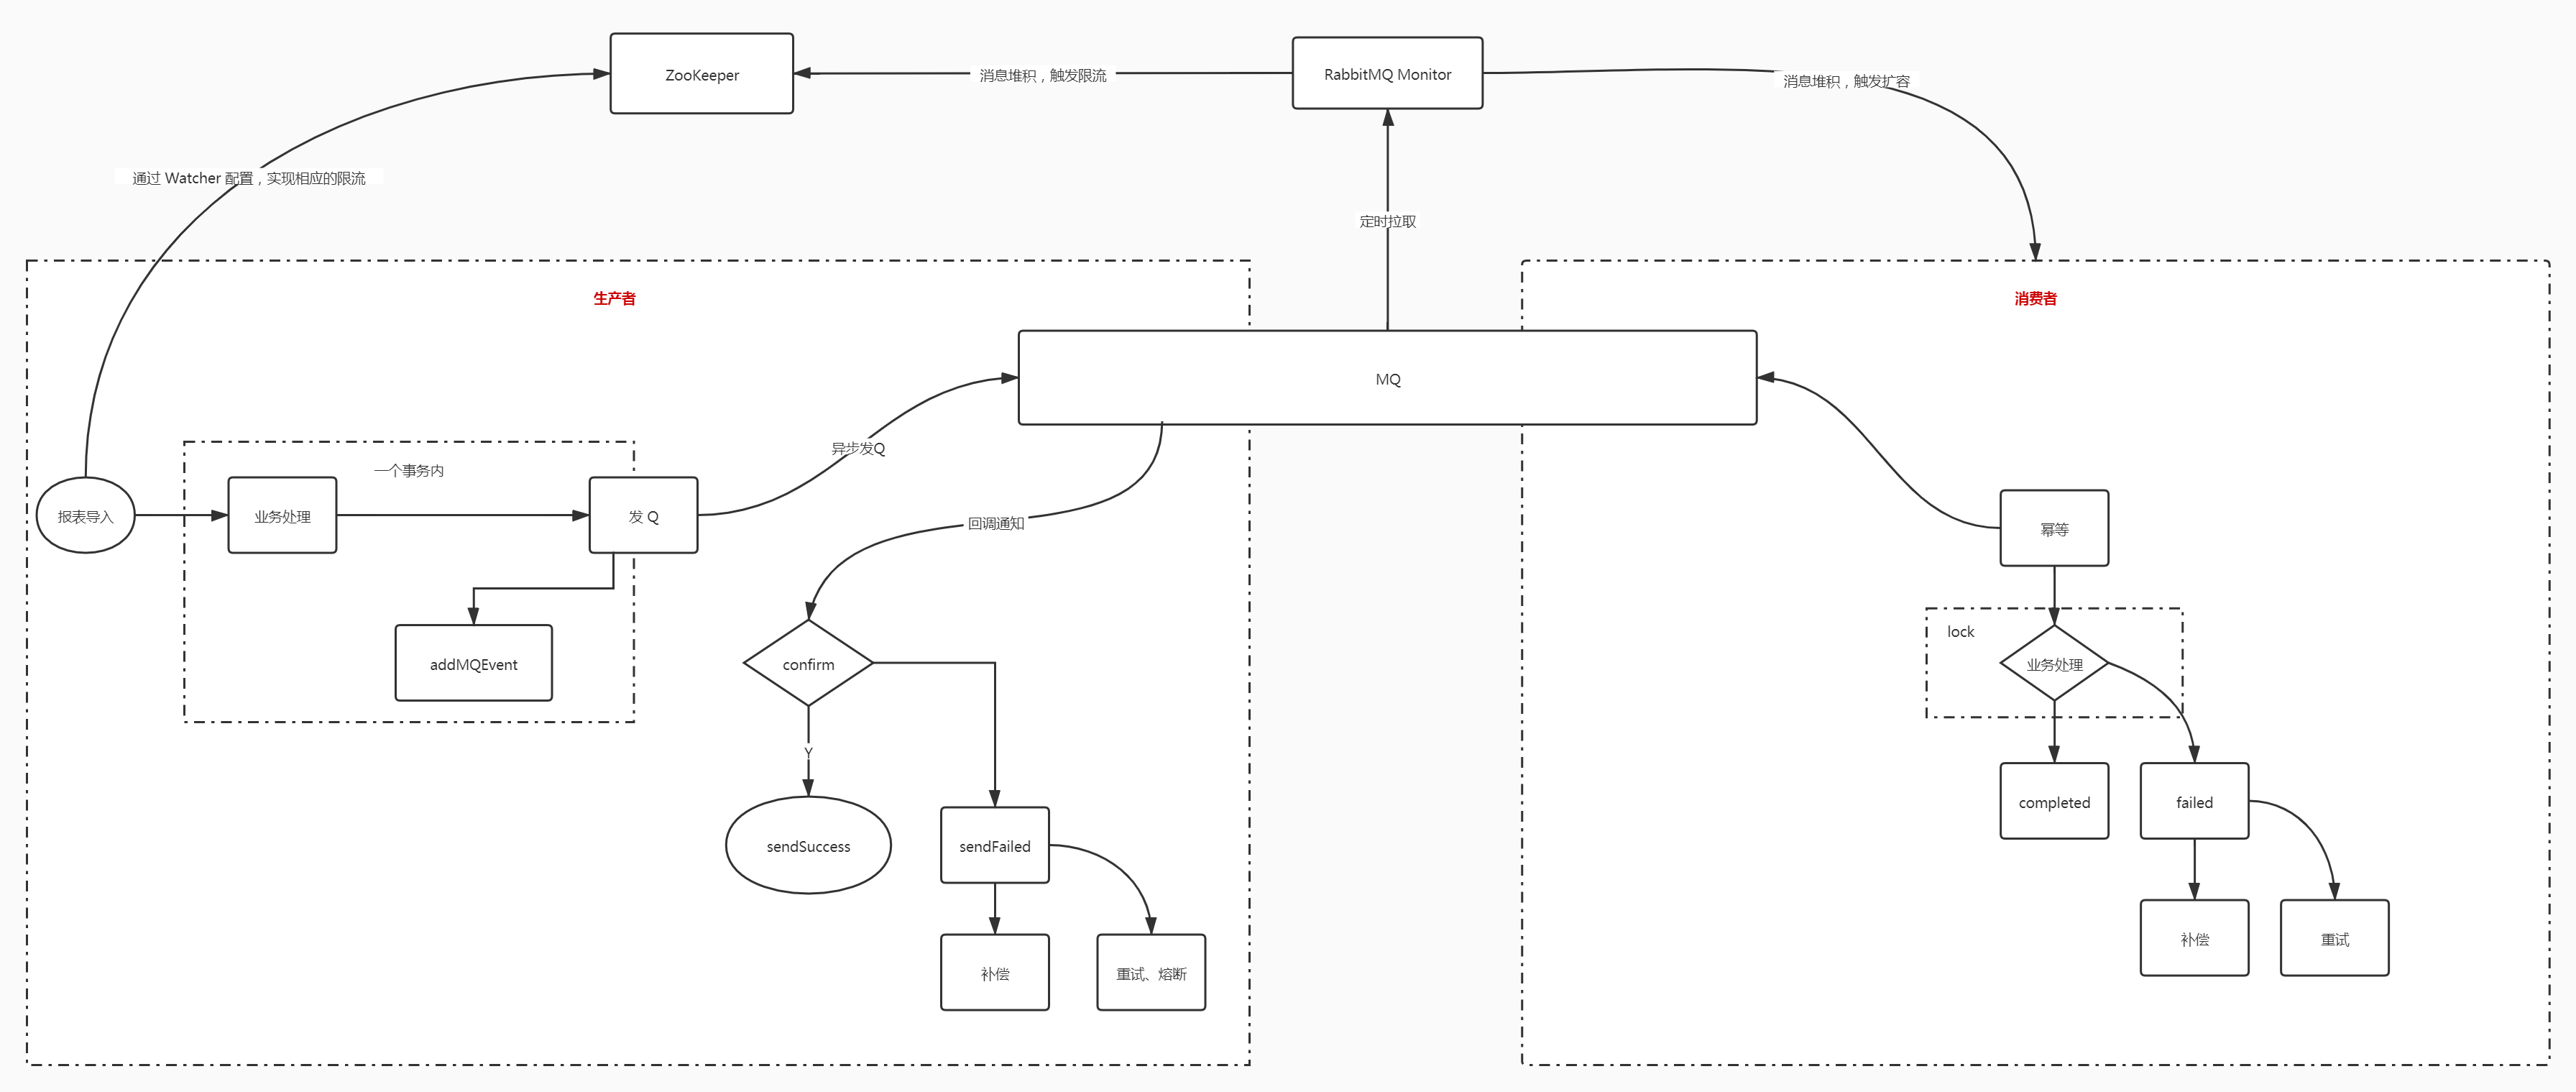 ZooKeeper
消息堆积，触发限流
RabbitMQ Monitor
消息堆积，触发扩容
通过 Watcher 配置，实现相应的限流
定时拉取
生产者
消费者
MQ
异步发Q
一个事务内
报表导入
业务处理
发 Q
回调通知
幂等
addMQEvent
confirm
lock
业务处理
Y
sendSuccess
sendFailed
completed
failed
补偿
重试、熔断
补偿
重试